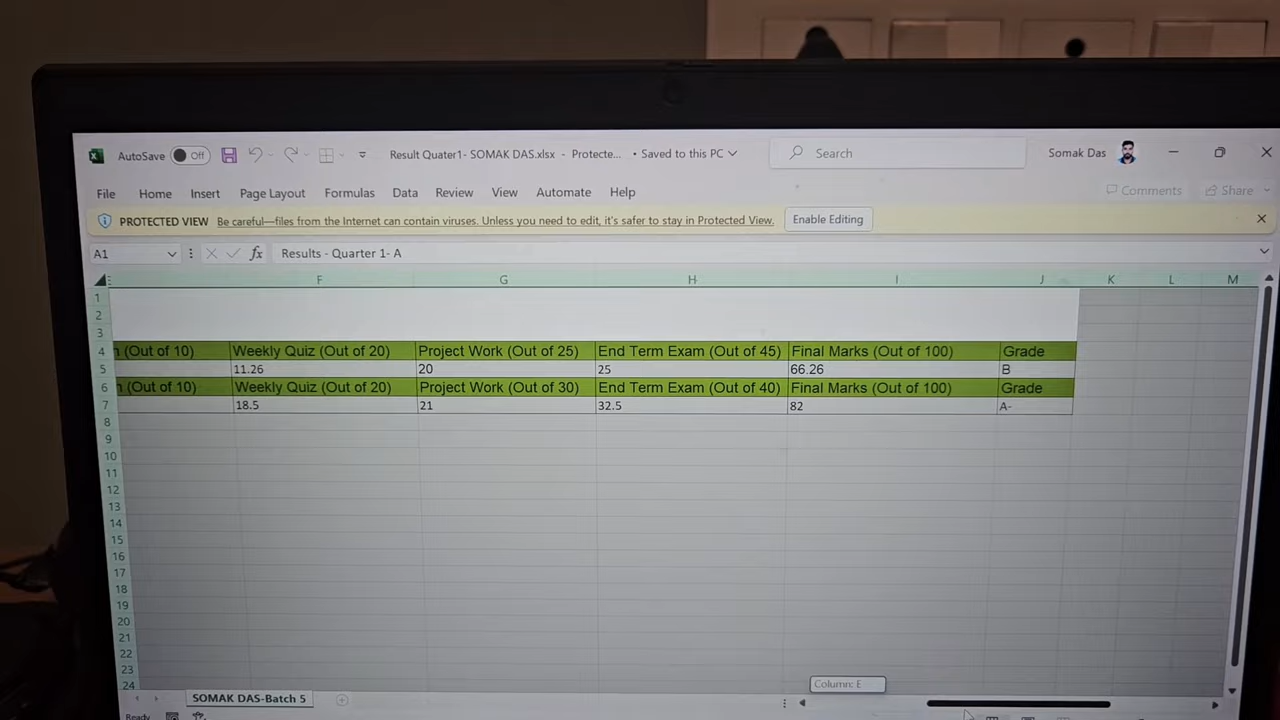 AutoSave Off Result Quater1- SOMAK DAS.xlsx - Protecte... • Saved to this PC Search Somak Das
File Home Insert Page Layout Formulas Data Review View Automate Help Comments Share
PROTECTED VIEW Be careful—files from the Internet can contain viruses. Unless you need to edit, it's safer to stay in Protected View. Enable Editing
A1 fx Results - Quarter 1- A
F G H I J K L M
1
2
3
4 (Out of 10) Weekly Quiz (Out of 20) Project Work (Out of 25) End Term Exam (Out of 45) Final Marks (Out of 100) Grade
5 11.26 20 25 66.26 B
6 (Out of 10) Weekly Quiz (Out of 20) Project Work (Out of 30) End Term Exam (Out of 40) Final Marks (Out of 100) Grade
7 18.5 21 32.5 82 A-
8
9
10
11
12
13
14
15
16
17
18
19
20
21
22
23
24
Column: E
SOMAK DAS-Batch 5
Ready